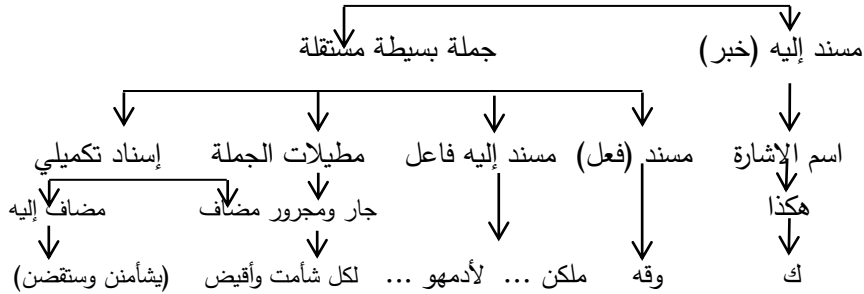 مسند إليه (خبر) جملة بسيطة مستقلة
اسم الاشارة مسند (فعل) مسند إليه فاعل مطيلات الجملة إسناد تكميلي
هكذا جار ومجرور مضاف مضاف إليه
ك وقه ملكن ... لأدمهو ... لكل شأمت وأقيض (يشأمنن وستقضن)